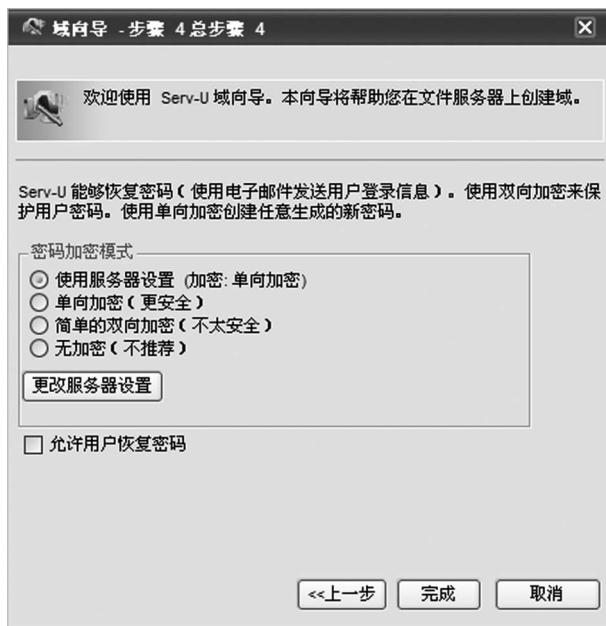 域向导 -步骤 4总步骤 4
欢迎使用 Serv-U 域向导。本向导将帮助您在文件服务器上创建域。
Serv-U 能够恢复密码(使用电子邮件发送用户登录信息)。使用双向加密来保
护用户密码。使用单向加密创建任意生成的新密码。
密码加密模式
使用服务器设置 (加密: 单向加密)
单向加密(更安全)
简单的双向加密(不太安全)
无加密(不推荐)
更改服务器设置
允许用户恢复密码
<<上一步 完成 取消